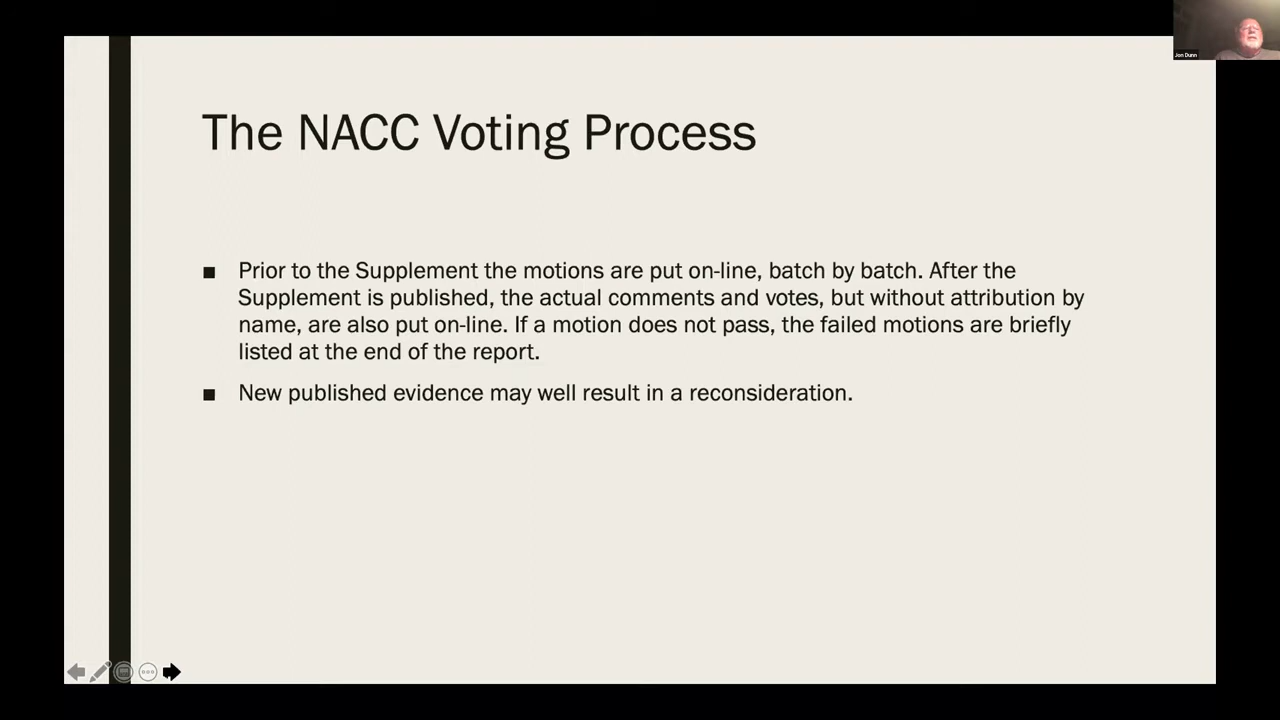 Jon Dunn
The NACC Voting Process
■ Prior to the Supplement the motions are put on-line, batch by batch. After the
Supplement is published, the actual comments and votes, but without attribution by
name, are also put on-line. If a motion does not pass, the failed motions are briefly
listed at the end of the report.
■ New published evidence may well result in a reconsideration.